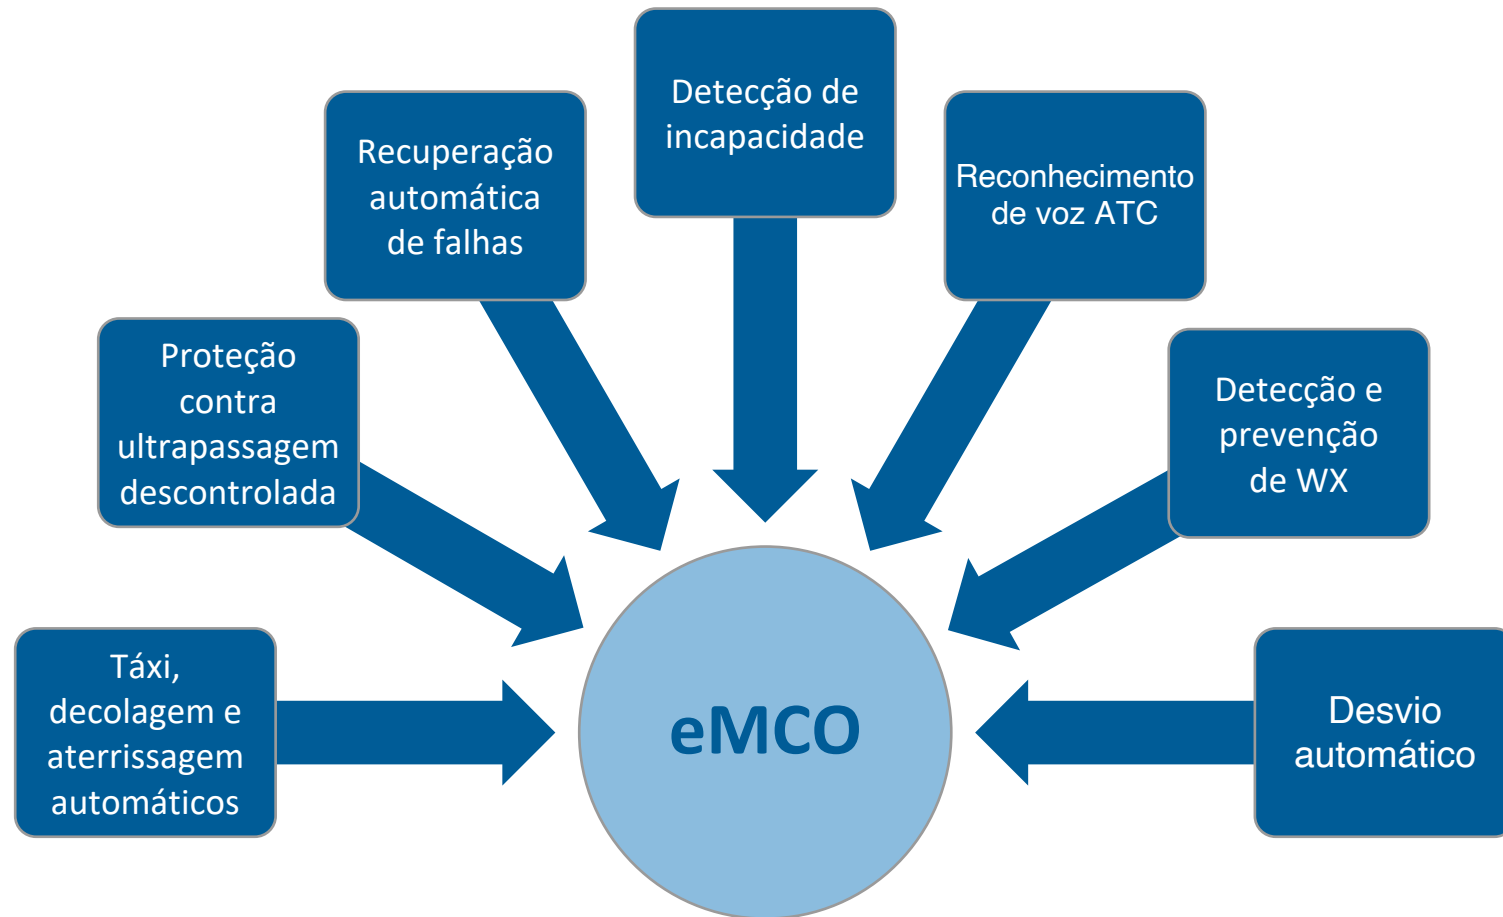 Detecção de
incapacidade
Recuperação
automática
de falhas
Reconhecimento
de voz ATC
Proteção
contra
ultrapassagem
descontrolada
Detecção e
prevenção
de WX
Táxi,
decolagem e
aterrissagem
automáticos
eMCO
Desvio
automático